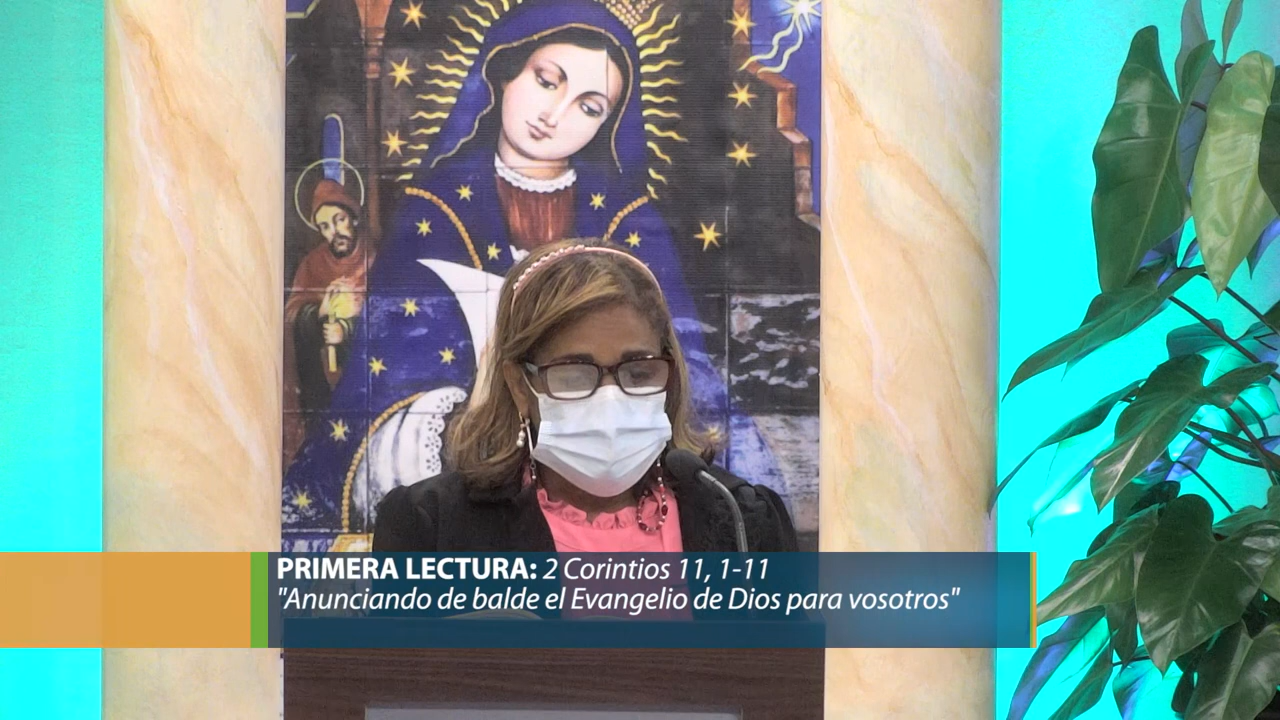 PRIMERA LECTURA: 2 Corintios 11, 1-11
"Anunciando de balde el Evangelio de Dios para vosotros"